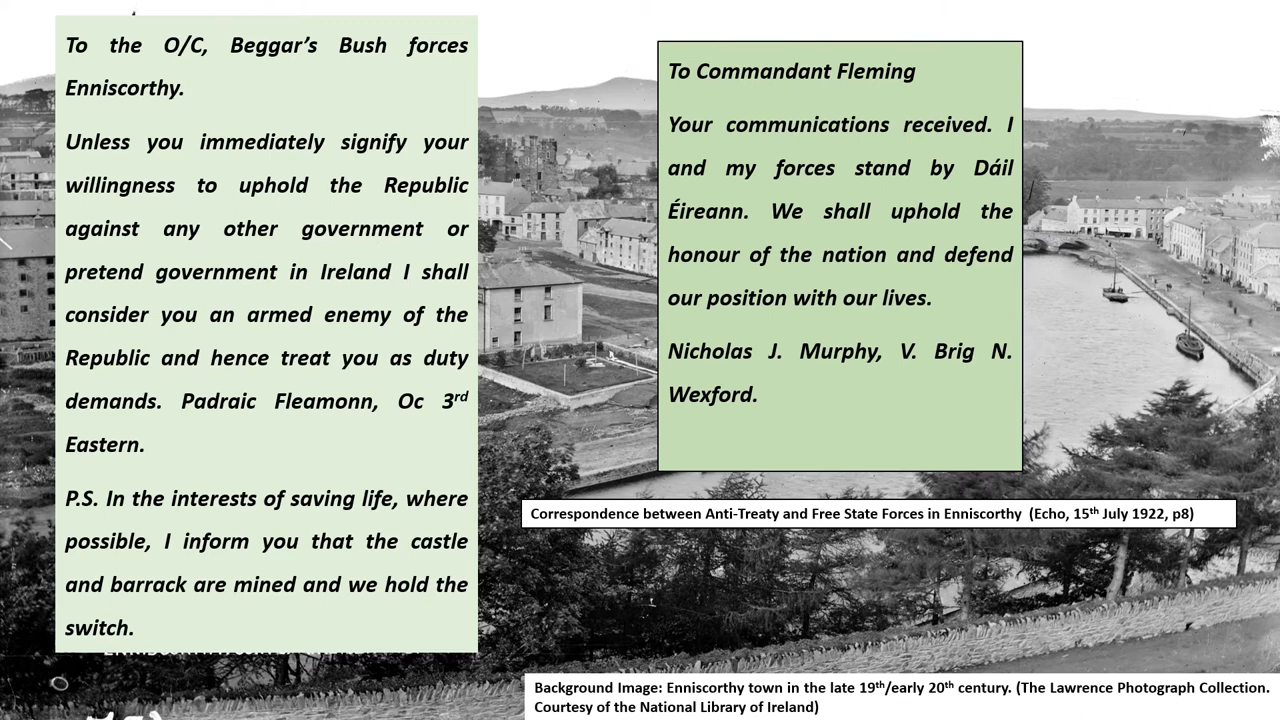 To the O/C, Beggar's Bush forces
Enniscorthy.
Unless you immediately signify your
willingness to uphold the Republic
against any other government or
pretend government in Ireland I shall
consider you an armed enemy of the
Republic and hence treat you as duty
demands. Padraic Fleamonn, Oc 3rd
Eastern.
P.S. In the interests of saving life, where
possible, I inform you that the castle
and barrack are mined and we hold the
switch.
To Commandant Fleming
Your communications received. I
and my forces stand by Dáil
Éireann. We shall uphold the
honour of the nation and defend
our position with our lives.
Nicholas J. Murphy, V. Brig N.
Wexford.
Correspondence between Anti-Treaty and Free State Forces in Enniscorthy (Echo, 15th July 1922, p8)
Background Image: Enniscorthy town in the late 19th/early 20th century. (The Lawrence Photograph Collection.
Courtesy of the National Library of Ireland)